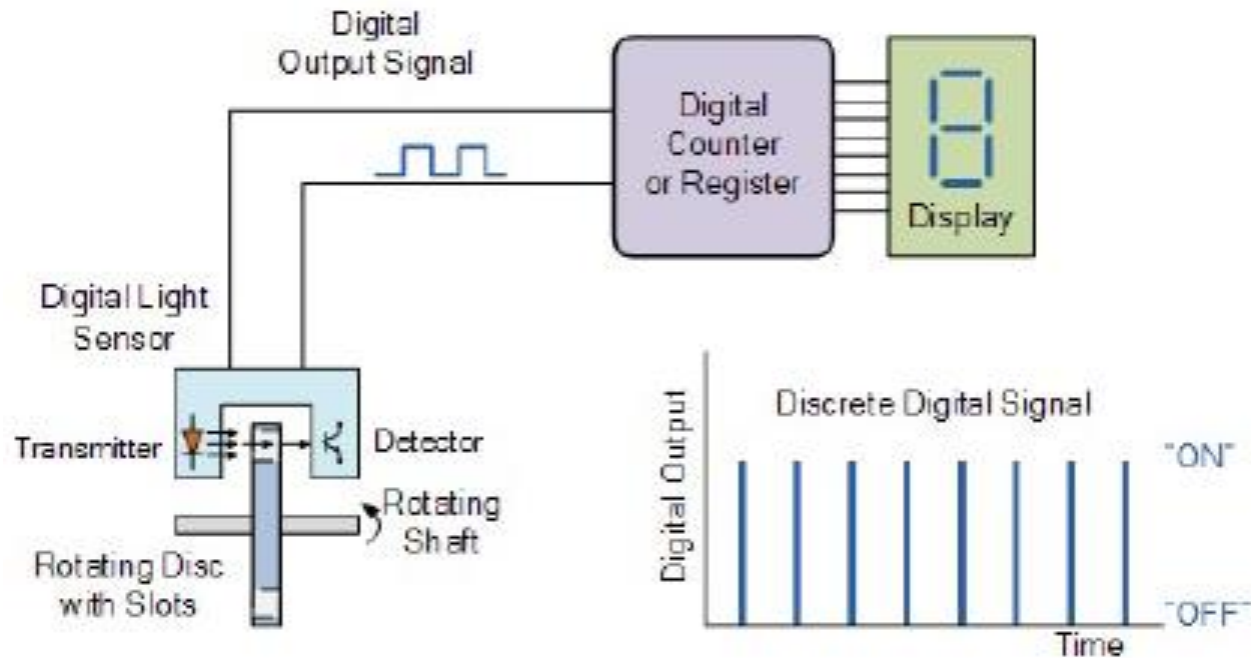 Digital
Output Signal
Digital
Counter
or Register
Display
Digital Light
Sensor
Transmitter
Detector
Rotating
Shaft
Rotating Disc
with Slots
Digital Output
Discrete Digital Signal
"ON"
"OFF"
Time